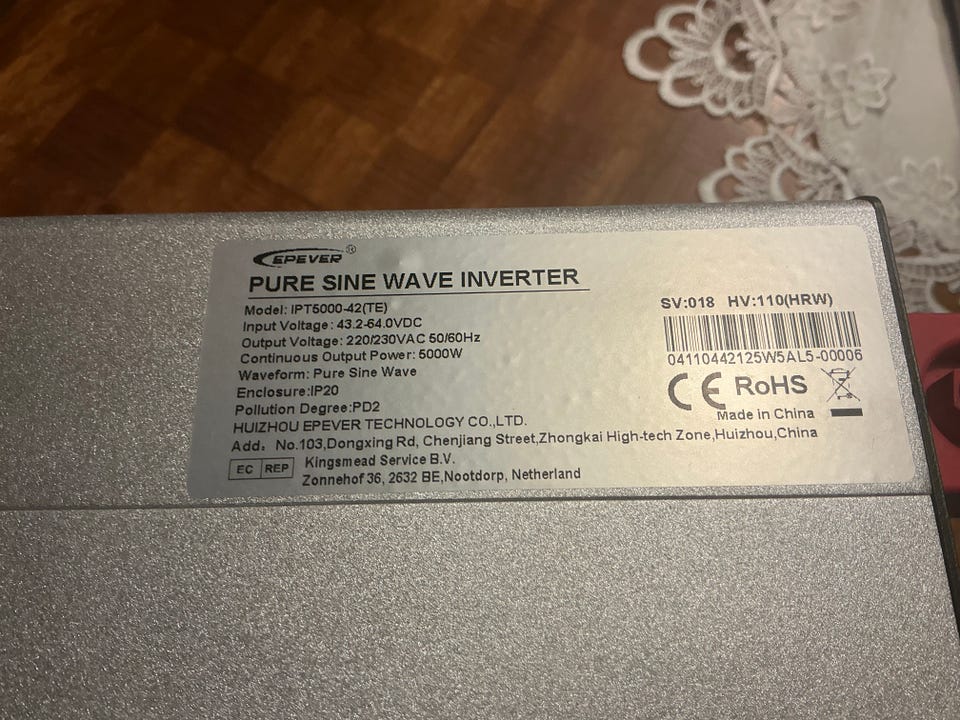 EPEVER®
PURE SINE WAVE INVERTER
Model: IPT5000-42(TE)
Input Voltage: 43.2-64.0VDC
Output Voltage: 220/230VAC 50/60Hz
Continuous Output Power: 5000W
Waveform: Pure Sine Wave
Enclosure:IP20
Pollution Degree:PD2
HUIZHOU EPEVER TECHNOLOGY CO.,LTD.
Add: No.103,Dongxing Rd, Chenjiang Street,Zhongkai High-tech Zone,Huizhou,China
EC REP
Kingsmead Service B.V.
Zonnehof 36, 2632 BE,Nootdorp, Netherland
SV:018 HV:110(HRW)
04110442125W5AL5-00006
CE RoHS
Made in China